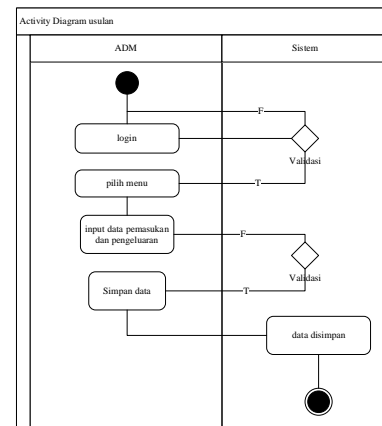 Activity Diagram usulan
ADM
Sistem
F
login
Validasi
pilih menu
T
input data pemasukan
dan pengeluaran
F
Validasi
Simpan data
T
data disimpan